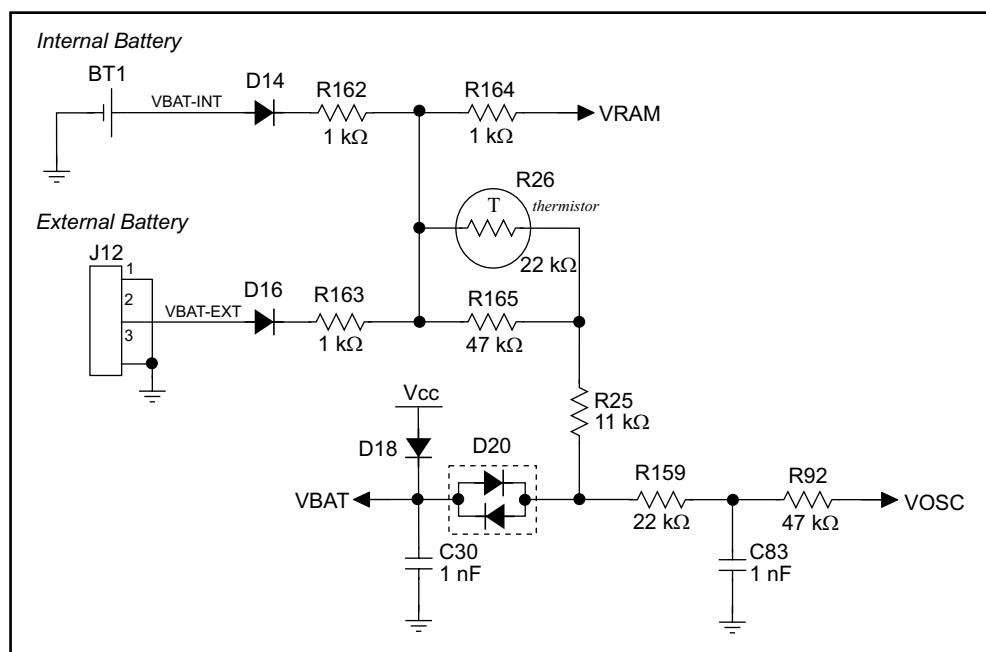 Internal Battery
BT1
VBAT-INT
D14
R162
1 kΩ
R164
1 kΩ
VRAM
R26
T
thermistor
22 kΩ
External Battery
J12
1
2
3
VBAT-EXT
D16
R163
1 kΩ
R165
47 kΩ
R25
11 kΩ
Vcc
D18
D20
VBAT
C30
1 nF
R159
22 kΩ
C83
1 nF
R92
47 kΩ
VOSC